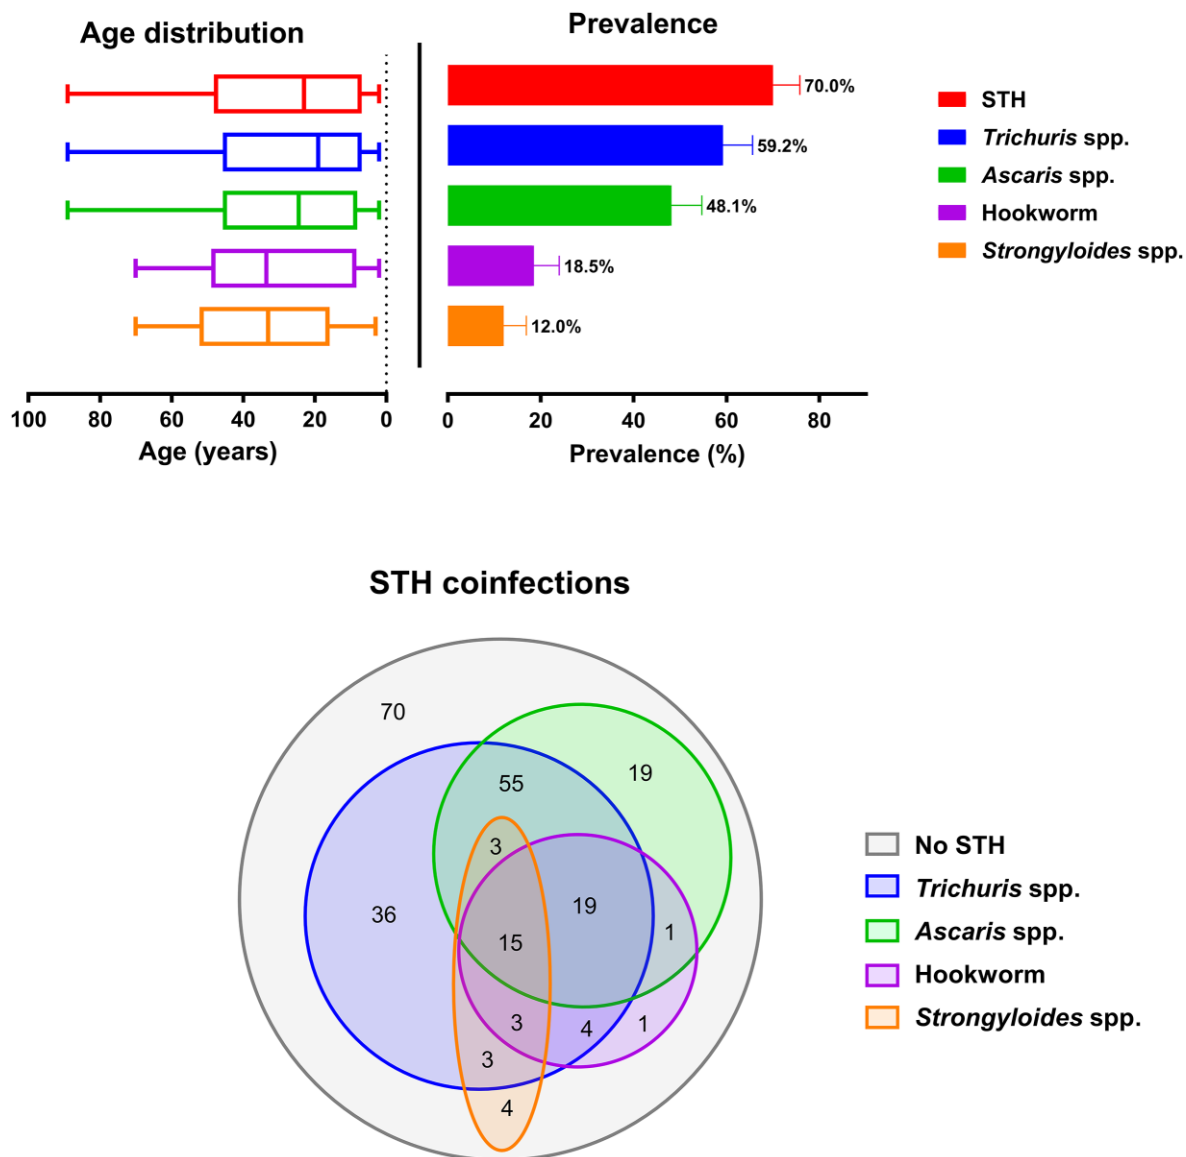 Age distribution
Prevalence
70.0%
59.2%
48.1%
18.5%
12.0%
STH
Trichuris spp.
Ascaris spp.
Hookworm
Strongyloides spp.
100 80 60 40 20 0
Age (years)
0 20 40 60 80
Prevalence (%)
STH coinfections
70
19
55
3
36
19
15
1
3
4
1
3
4
No STH
Trichuris spp.
Ascaris spp.
Hookworm
Strongyloides spp.